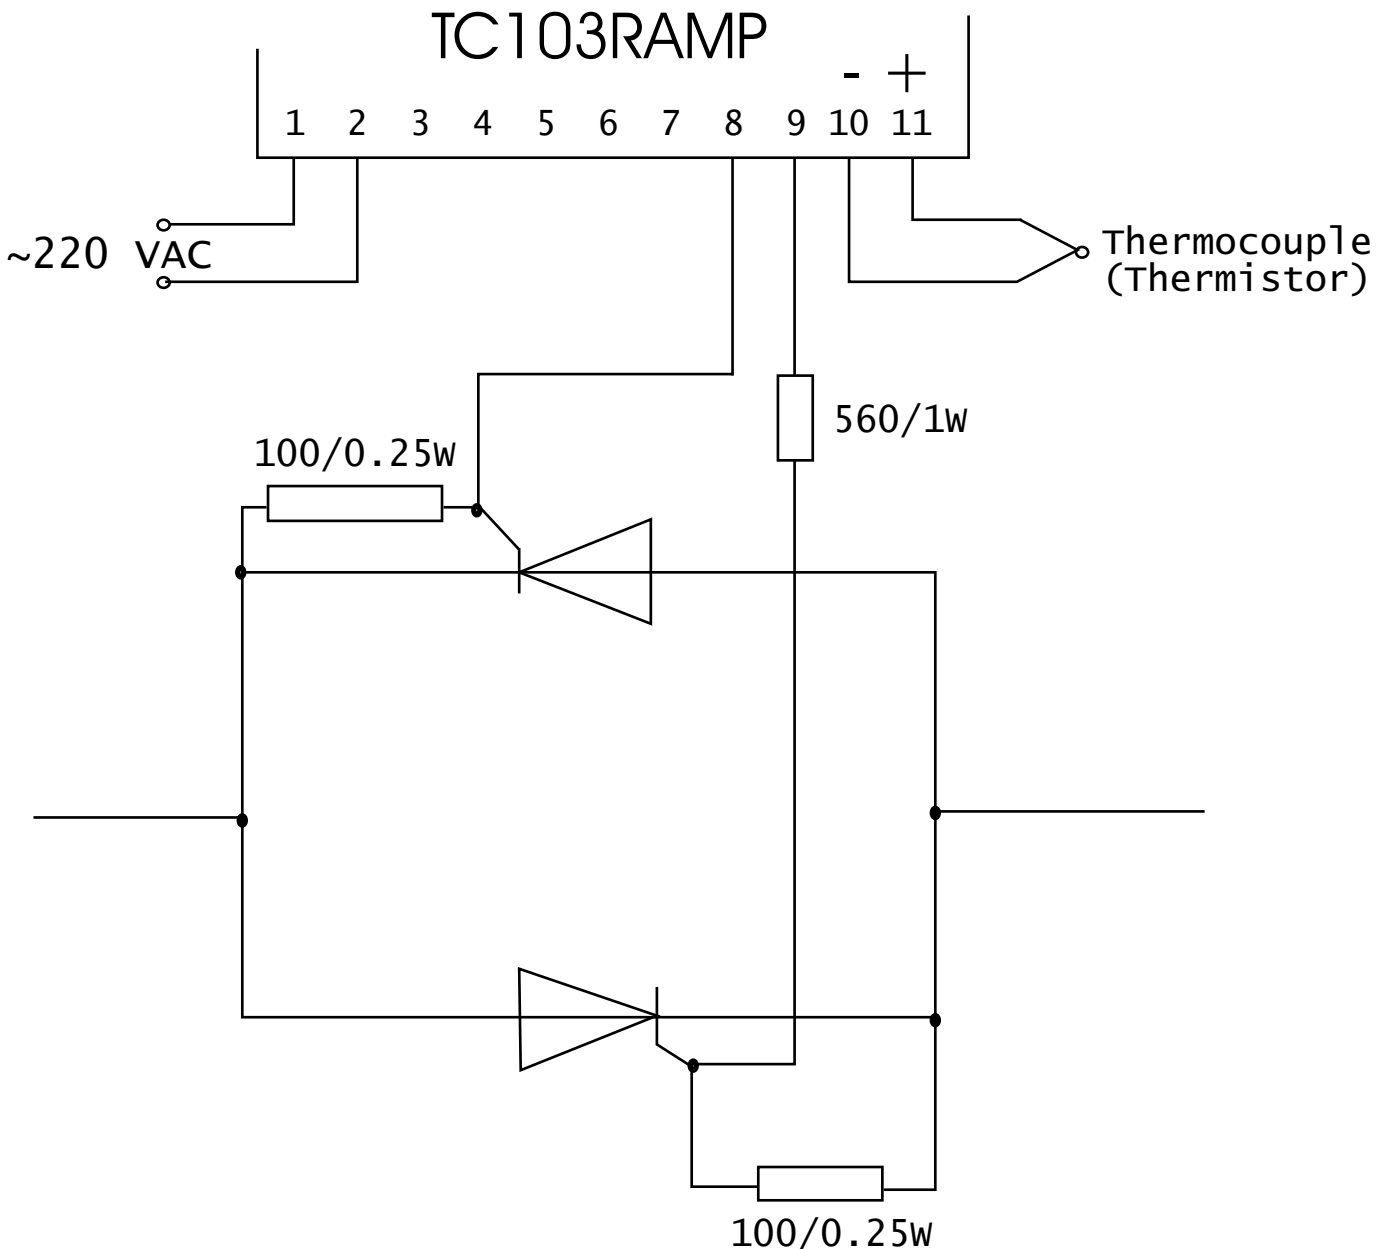 TC103RAMP
- +
1 2 3 4 5 6 7 8 9 10 11
~220 VAC
Thermocouple
(Thermistor)
560/1W
100/0.25W
100/0.25W